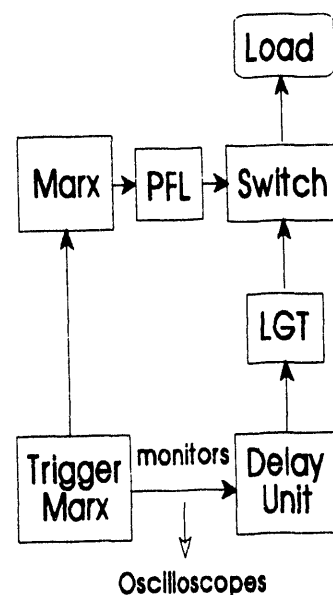 Load
Marx
PFL
Switch
LGT
Trigger
Marx
monitors
Delay
Unit
Oscilloscopes